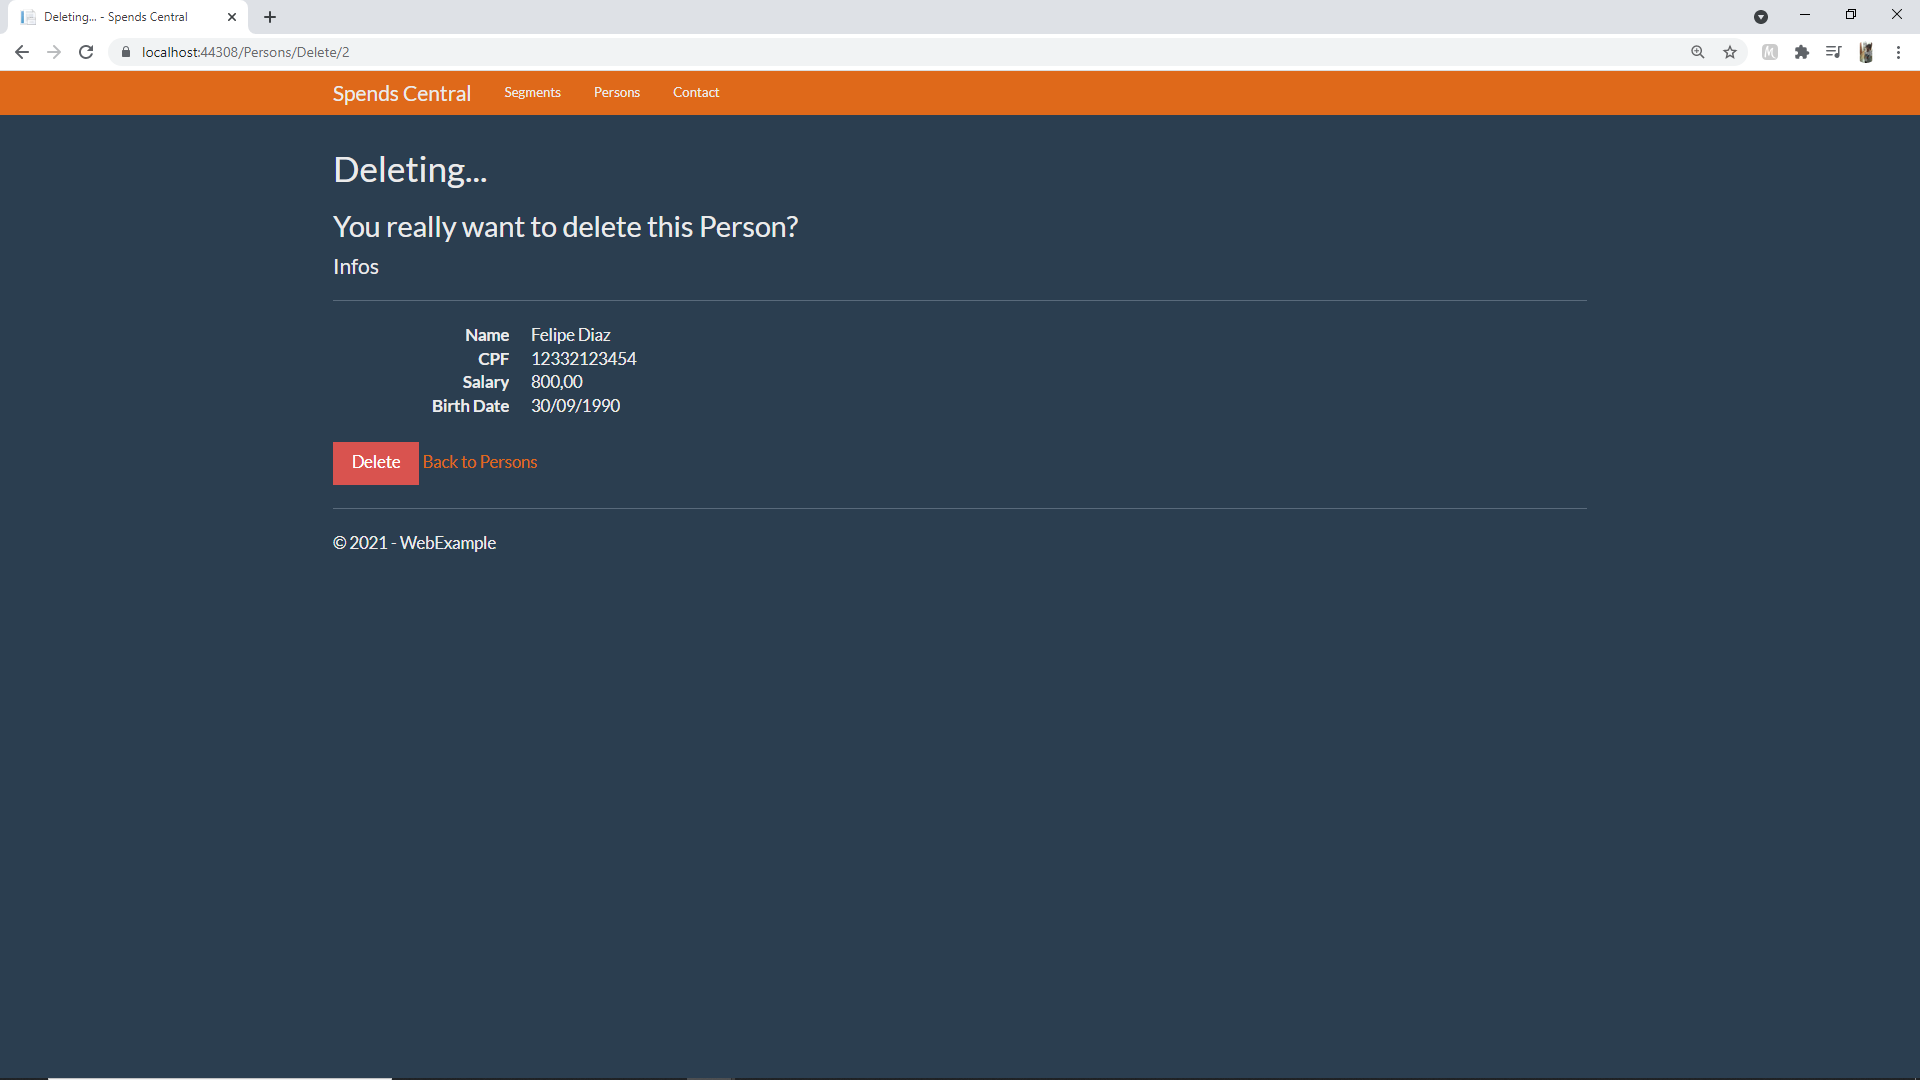 Deleting... - Spends Central
localhost:44308/Persons/Delete/2
Spends Central Segments Persons Contact
Deleting...
You really want to delete this Person?
Infos
Name Felipe Diaz
CPF 12332123454
Salary 800,00
Birth Date 30/09/1990
Delete Back to Persons
© 2021 - WebExample